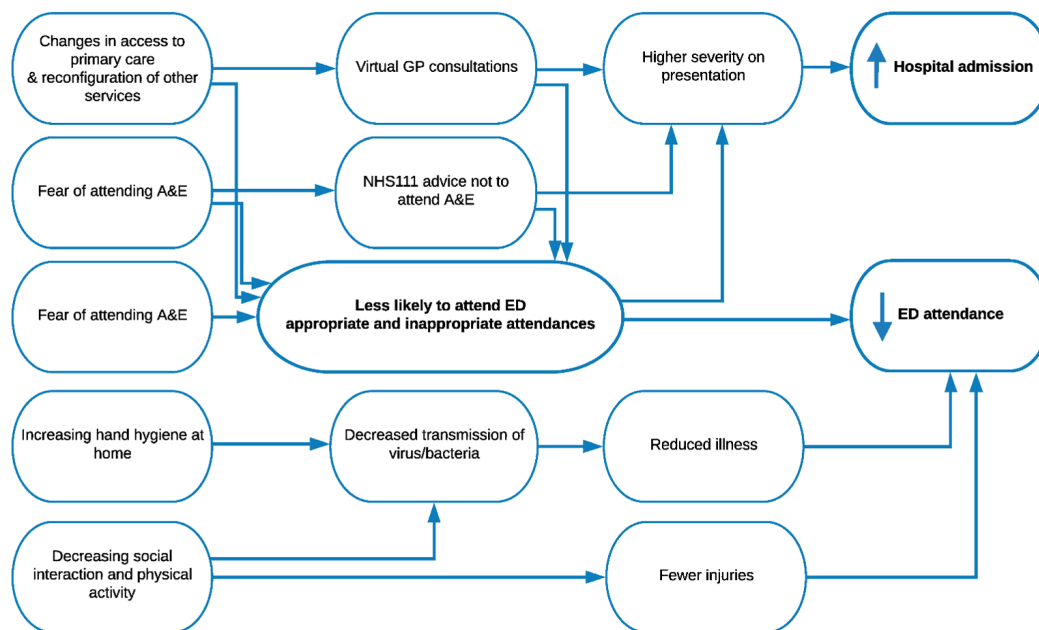 Changes in access to
primary care
& reconfiguration of other
services
Virtual GP consultations
Higher severity on
presentation
Hospital admission
Fear of attending A&E
NHS111 advice not to
attend A&E
Fear of attending A&E
Less likely to attend ED
appropriate and inappropriate attendances
ED attendance
Increasing hand hygiene at
home
Decreased transmission of
virus/bacteria
Reduced illness
Decreasing social
interaction and physical
activity
Fewer injuries